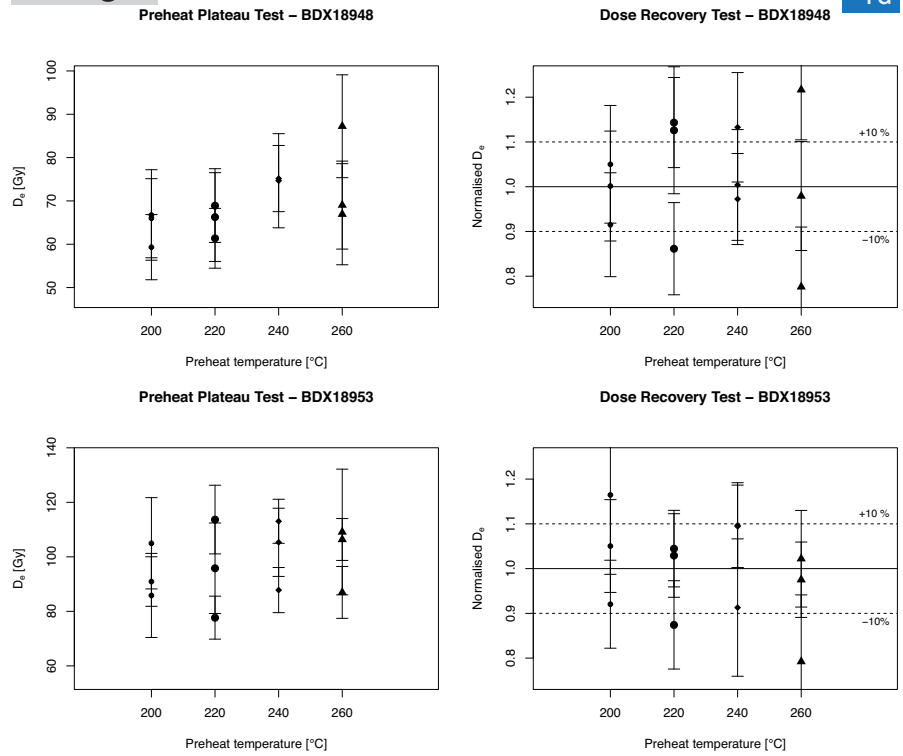 Preheat Plateau Test – BDX18948
Dose Recovery Test – BDX18948
Dₑ [Gy]
100
90
80
70
60
50
200 220 240 260
Preheat temperature [°C]
Normalised Dₑ
1.2
1.1
1.0
0.9
0.8
+10 %
−10%
200 220 240 260
Preheat temperature [°C]
Preheat Plateau Test – BDX18953
Dose Recovery Test – BDX18953
Dₑ [Gy]
140
120
100
80
60
200 220 240 260
Preheat temperature [°C]
Normalised Dₑ
1.2
1.1
1.0
0.9
0.8
+10 %
−10%
200 220 240 260
Preheat temperature [°C]